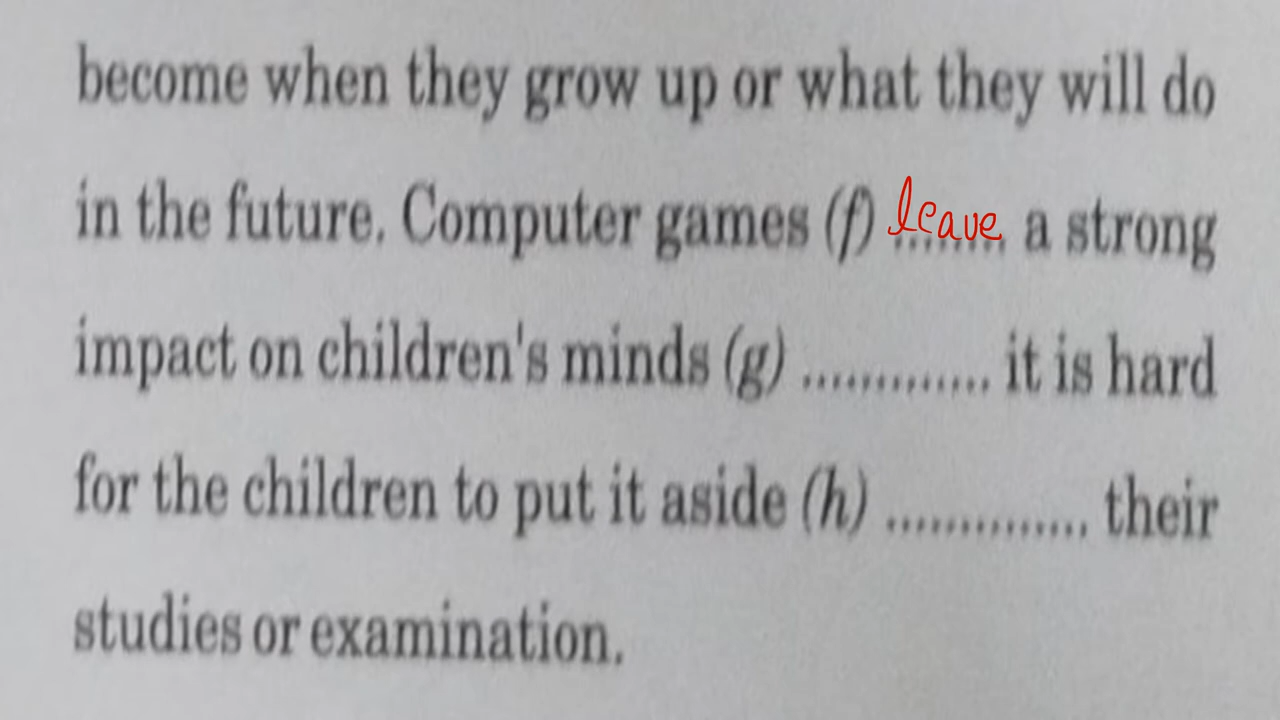 become when they grow up or what they will do
in the future. Computer games (f) leave a strong
impact on children's minds (g) ............. it is hard
for the children to put it aside (h) .............. their
studies or examination.